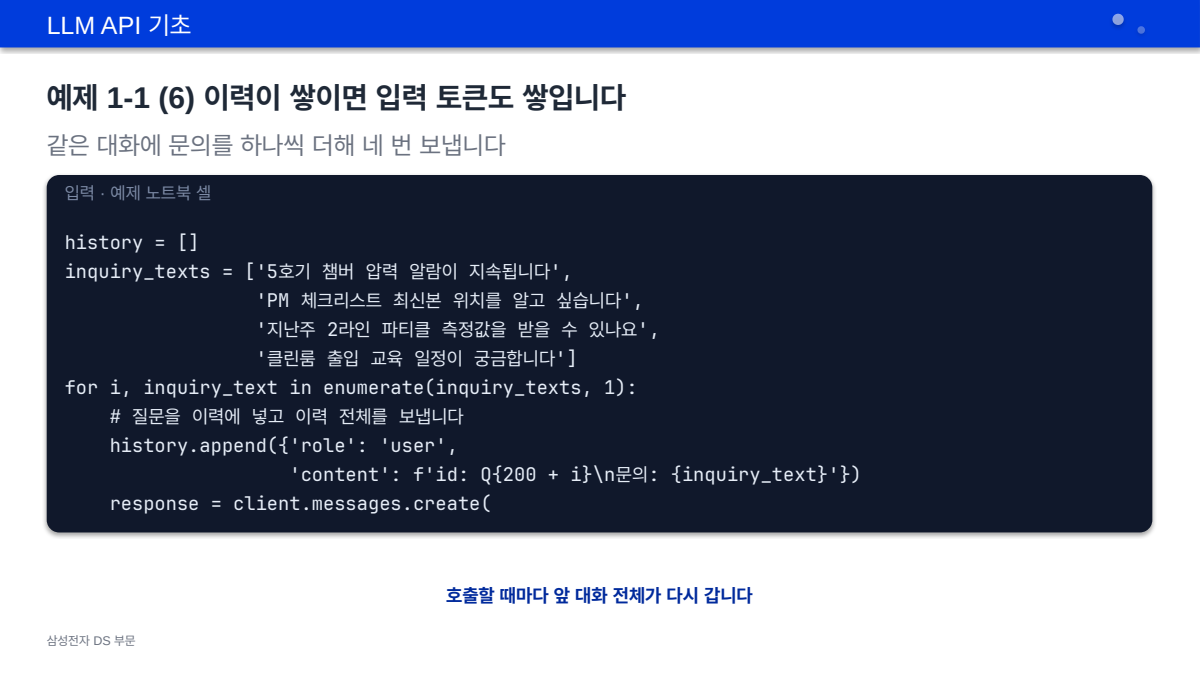 LLM API 기초
예제 1-1 (6) 이력이 쌓이면 입력 토큰도 쌓입니다
같은 대화에 문의를 하나씩 더해 네 번 보냅니다
입력 · 예제 노트북 셀
history = []
inquiry_texts = ['5호기 챔버 압력 알람이 지속됩니다',
                 'PM 체크리스트 최신본 위치를 알고 싶습니다',
                 '지난주 2라인 파티클 측정값을 받을 수 있나요',
                 '클린룸 출입 교육 일정이 궁금합니다']
for i, inquiry_text in enumerate(inquiry_texts, 1):
    # 질문을 이력에 넣고 이력 전체를 보냅니다
    history.append({'role': 'user',
                    'content': f'id: Q{200 + i}\n문의: {inquiry_text}'})
    response = client.messages.create(
호출할 때마다 앞 대화 전체가 다시 갑니다
삼성전자 DS 부문